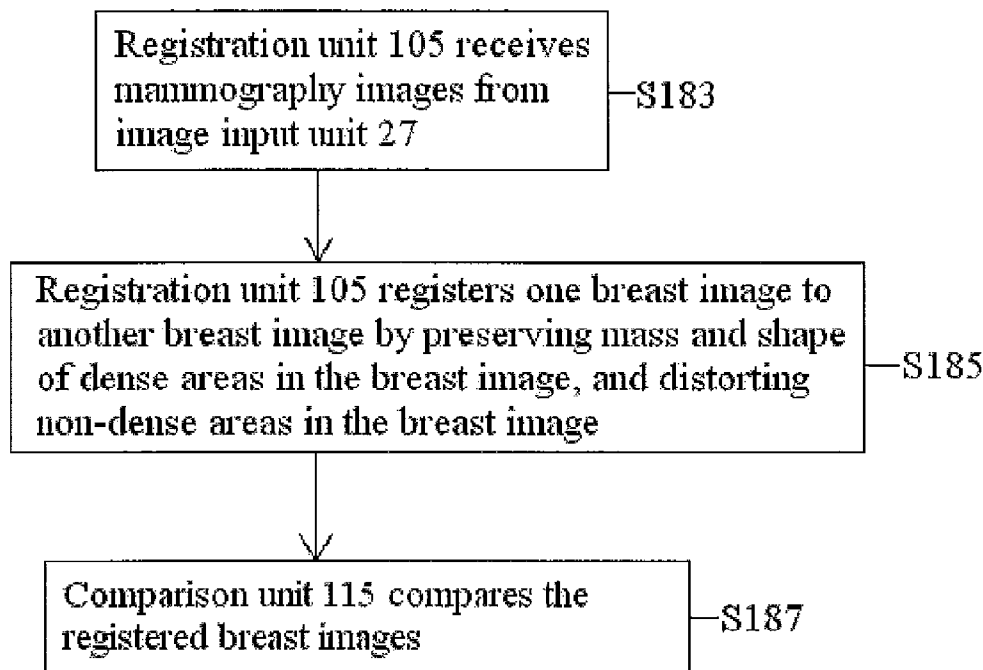 Registration unit 105 receives
mammography images from
image input unit 27
S183
Registration unit 105 registers one breast image to
another breast image by preserving mass and shape
of dense areas in the breast image, and distorting
non-dense areas in the breast image
S185
Comparison unit 115 compares the
registered breast images
S187